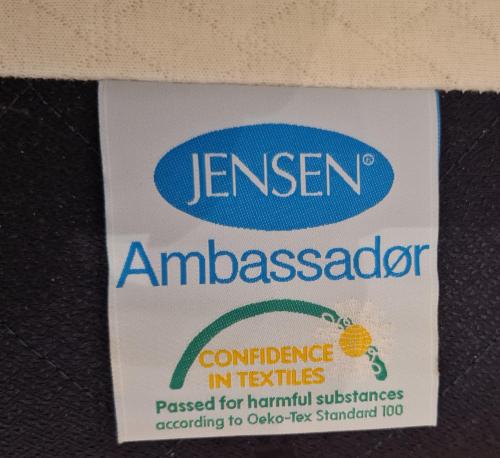 JENSEN®
Ambassadør
CONFIDENCE
IN TEXTILES
Passed for harmful substances
according to Oeko-Tex Standard 100